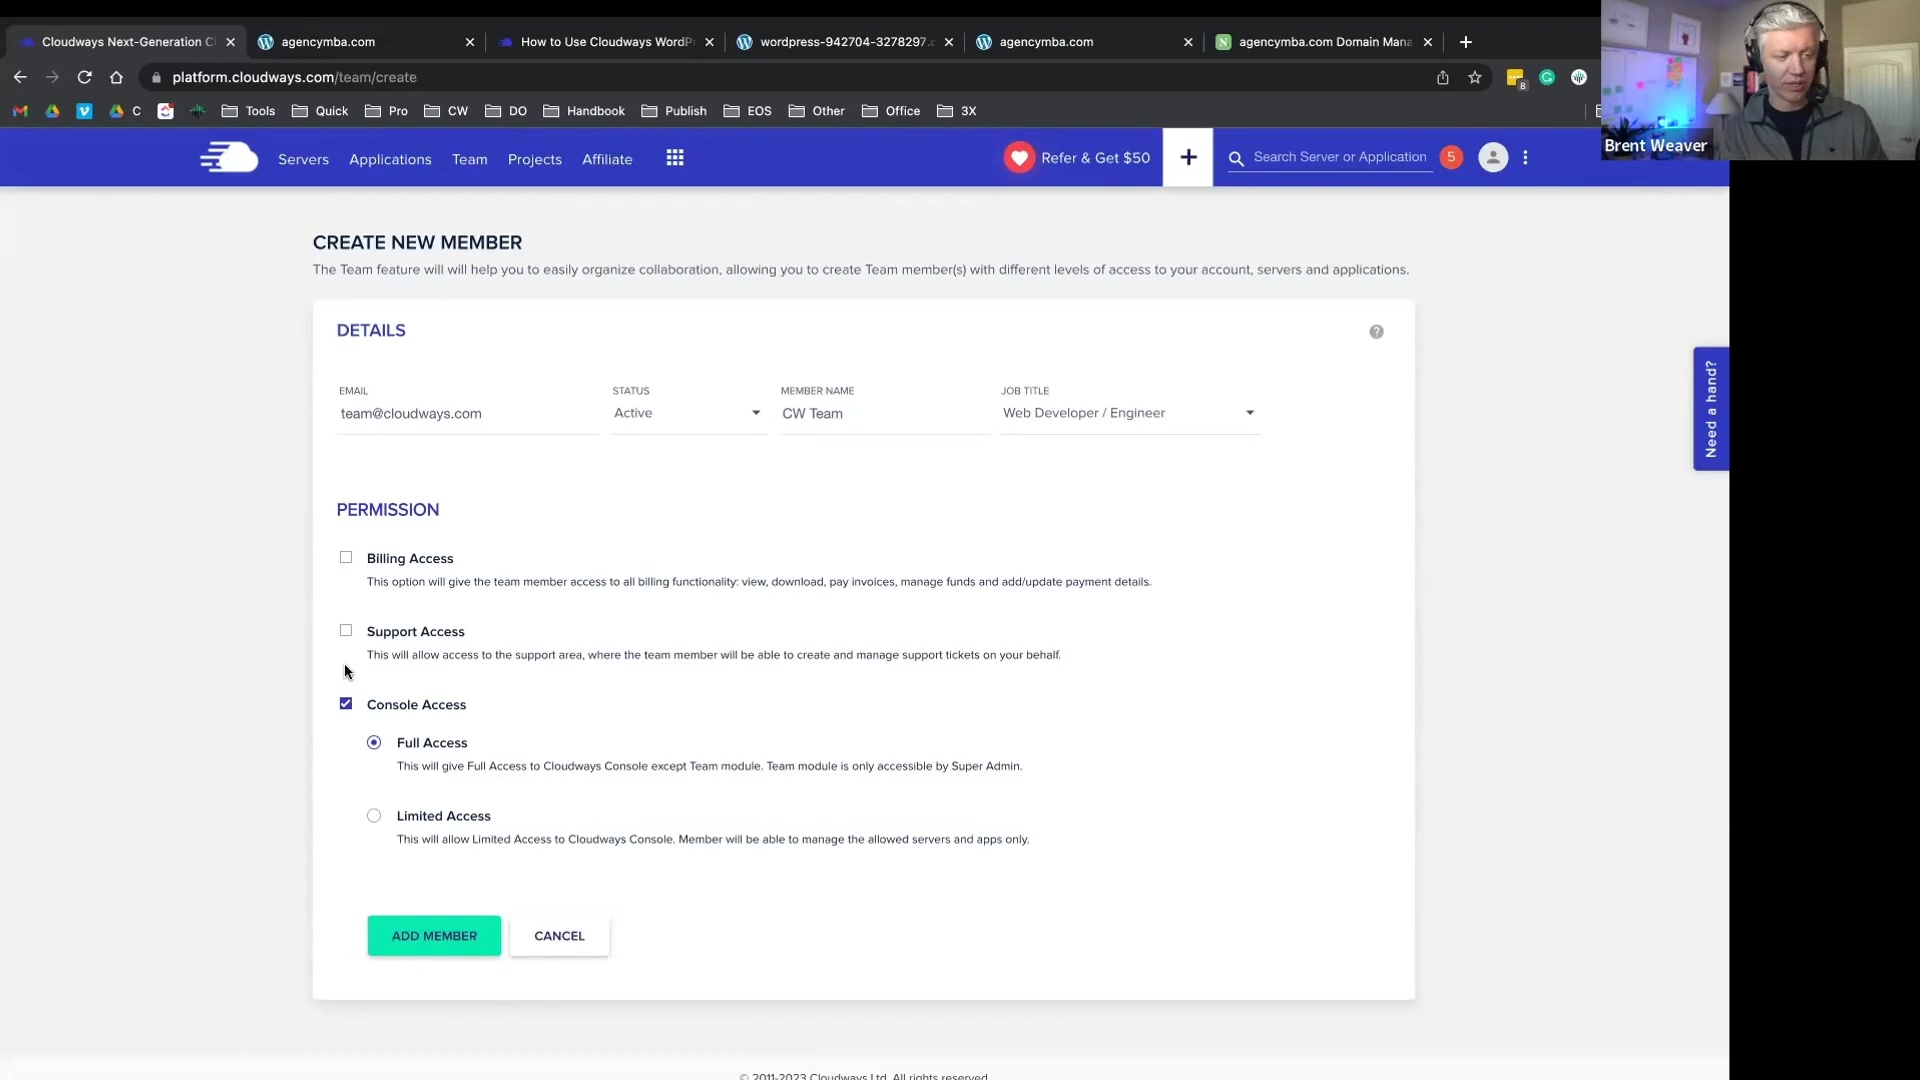 Cloudways Next-Generation C
agencymba.com
How to Use Cloudways WordP
wordpress-942704-3278297.
agencymba.com
N
agencymba.com Domain Mana
platform.cloudways.com/team/create
8
G
C
Tools
Quick
Pro
CW
DO
Handbook
Publish
EOS
Other
Office
3X
Brent Weaver
Servers
Applications
Team
Projects
Affiliate
Refer & Get $50
+
Search Server or Application
5
CREATE NEW MEMBER
The Team feature will will help you to easily organize collaboration, allowing you to create Team member(s) with different levels of access to your account, servers and applications.
DETAILS
?
EMAIL
STATUS
MEMBER NAME
JOB TITLE
team@cloudways.com
Active
CW Team
Web Developer / Engineer
Need a hand?
PERMISSION
Billing Access
This option will give the team member access to all billing functionality: view, download, pay invoices, manage funds and add/update payment details.
Support Access
This will allow access to the support area, where the team member will be able to create and manage support tickets on your behalf.
Console Access
Full Access
This will give Full Access to Cloudways Console except Team module. Team module is only accessible by Super Admin.
Limited Access
This will allow Limited Access to Cloudways Console. Member will be able to manage the allowed servers and apps only.
ADD MEMBER
CANCEL
© 2011-2023 Cloudways Ltd. All rights reserved